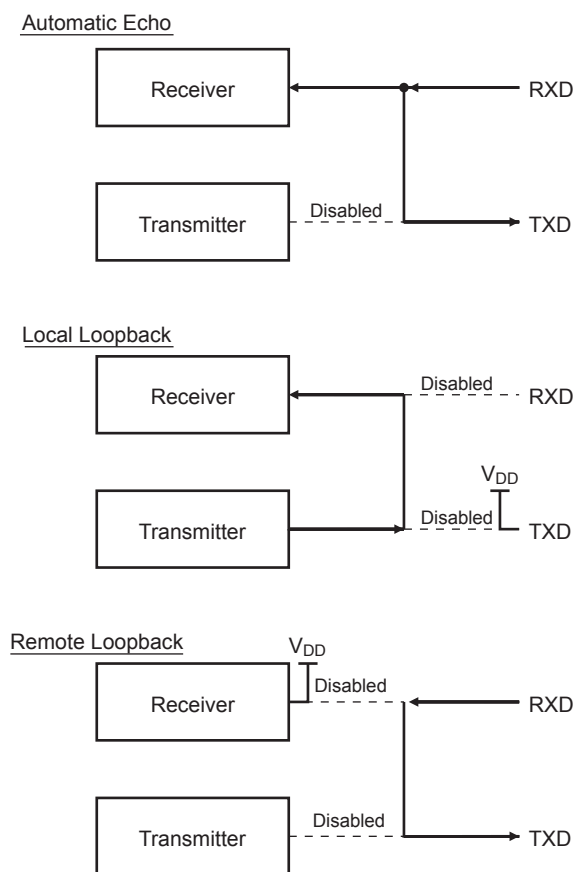 Automatic Echo
Receiver
RXD
Transmitter
Disabled
TXD
Local Loopback
Receiver
Disabled
RXD
VDD
Transmitter
Disabled
TXD
Remote Loopback
VDD
Receiver
Disabled
RXD
Transmitter
Disabled
TXD